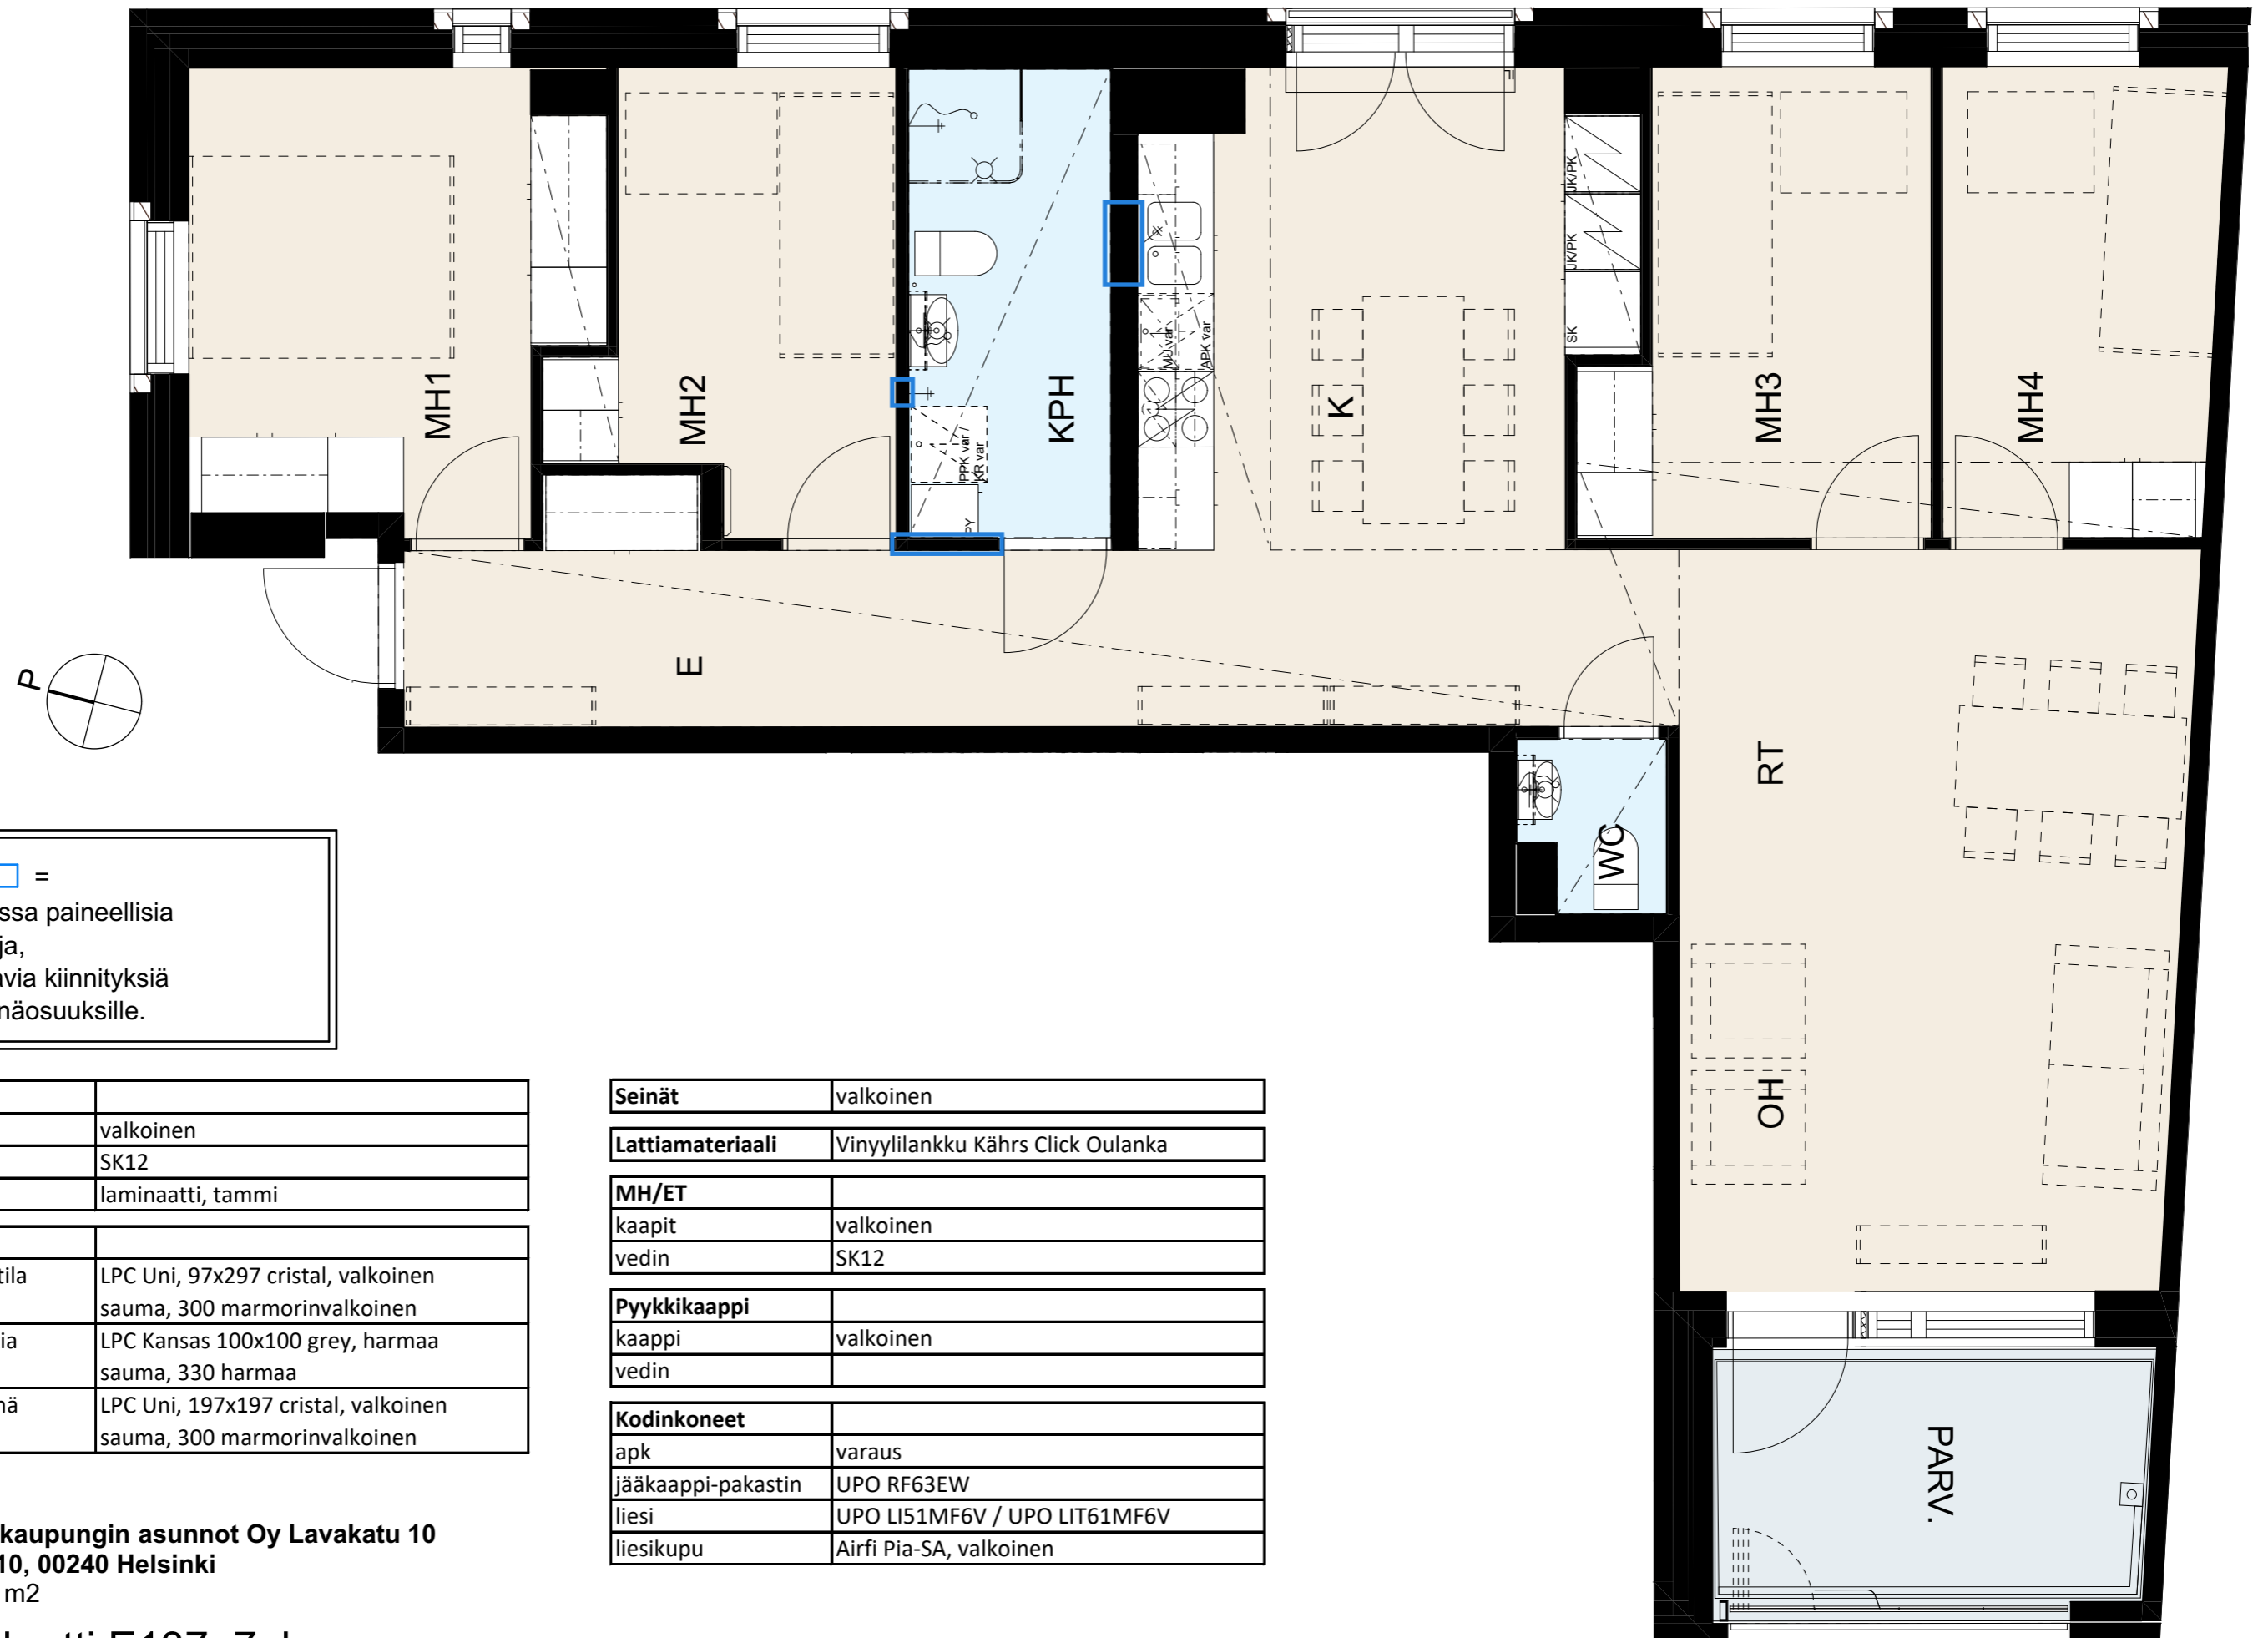 MH1
MH2
KPH
K
MH3
MH4
JK/PK
JK/PK
SK
MU var
APK var
PPK var /
KR var
PY
E
P
RT
WC
OH
PARV.
=
ssa paineellisia
ja,
avia kiinnityksiä
näosuuksille.
valkoinen
SK12
laminaatti, tammi
tila LPC Uni, 97x297 cristal, valkoinen
sauma, 300 marmorinvalkoinen
ia LPC Kansas 100x100 grey, harmaa
sauma, 330 harmaa
nä LPC Uni, 197x197 cristal, valkoinen
sauma, 300 marmorinvalkoinen
Seinät valkoinen
Lattiamateriaali Vinyylilankku Kährs Click Oulanka
MH/ET
kaapit valkoinen
vedin SK12
Pyykkikaappi
kaappi valkoinen
vedin
Kodinkoneet
apk varaus
jääkaappi-pakastin UPO RF63EW
liesi UPO LI51MF6V / UPO LIT61MF6V
liesikupu Airfi Pia-SA, valkoinen
kaupungin asunnot Oy Lavakatu 10
10, 00240 Helsinki
m2